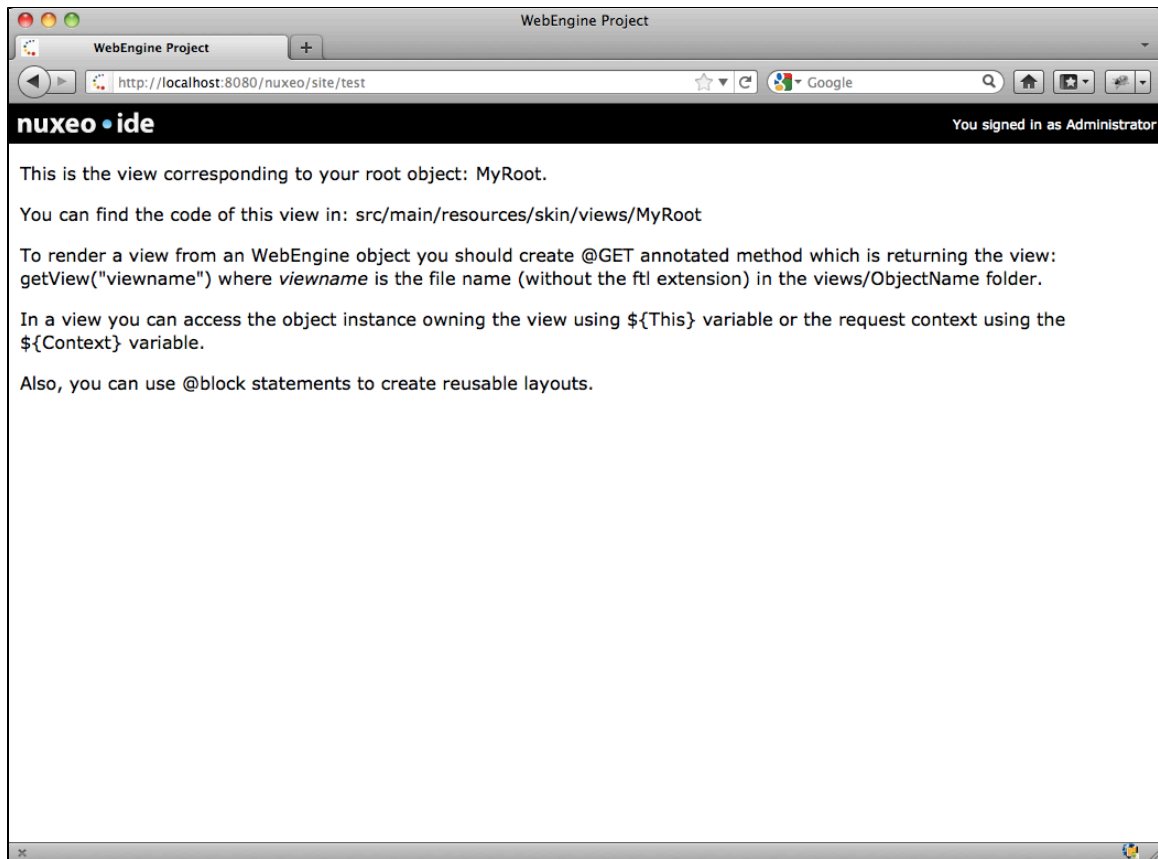 WebEngine Project
WebEngine Project
http://localhost:8080/nuxeo/site/test
Google
nuxeo • ide
You signed in as Administrator
This is the view corresponding to your root object: MyRoot.
You can find the code of this view in: src/main/resources/skin/views/MyRoot
To render a view from an WebEngine object you should create @GET annotated method which is returning the view:
getView("viewname") where viewname is the file name (without the ftl extension) in the views/ObjectName folder.
In a view you can access the object instance owning the view using ${This} variable or the request context using the
${Context} variable.
Also, you can use @block statements to create reusable layouts.